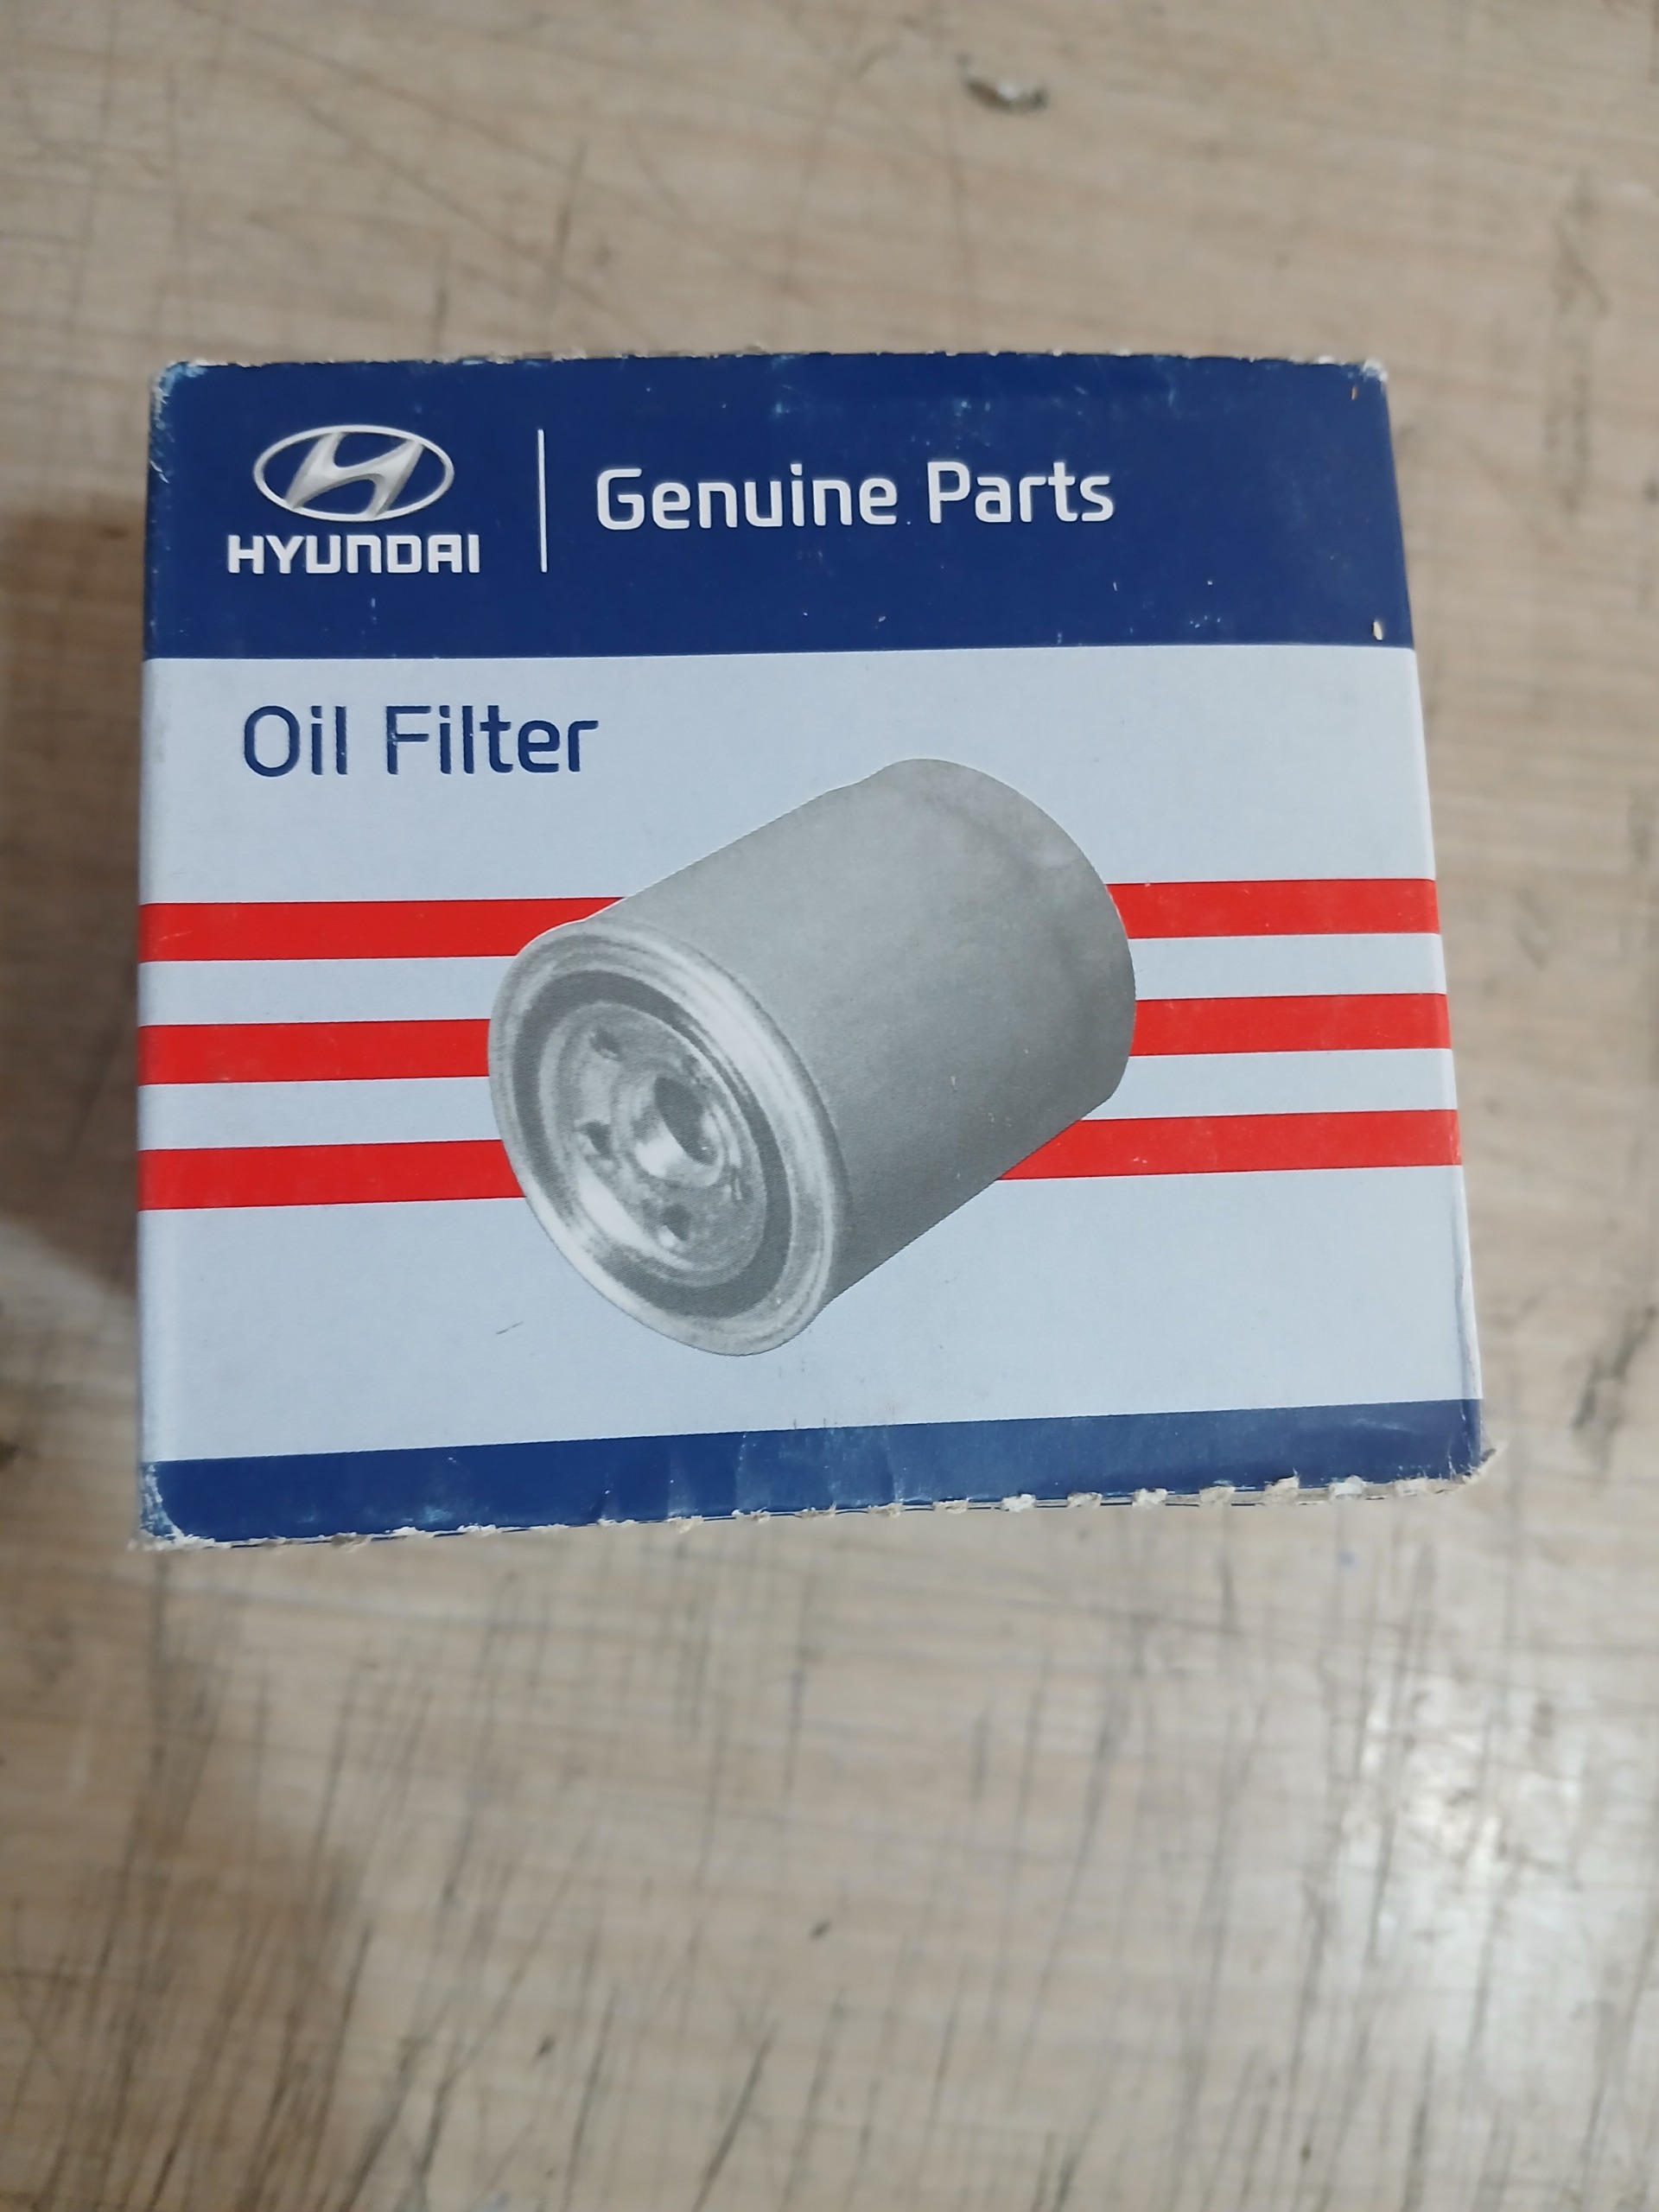 HYUNDAI
Genuine Parts
Oil Filter